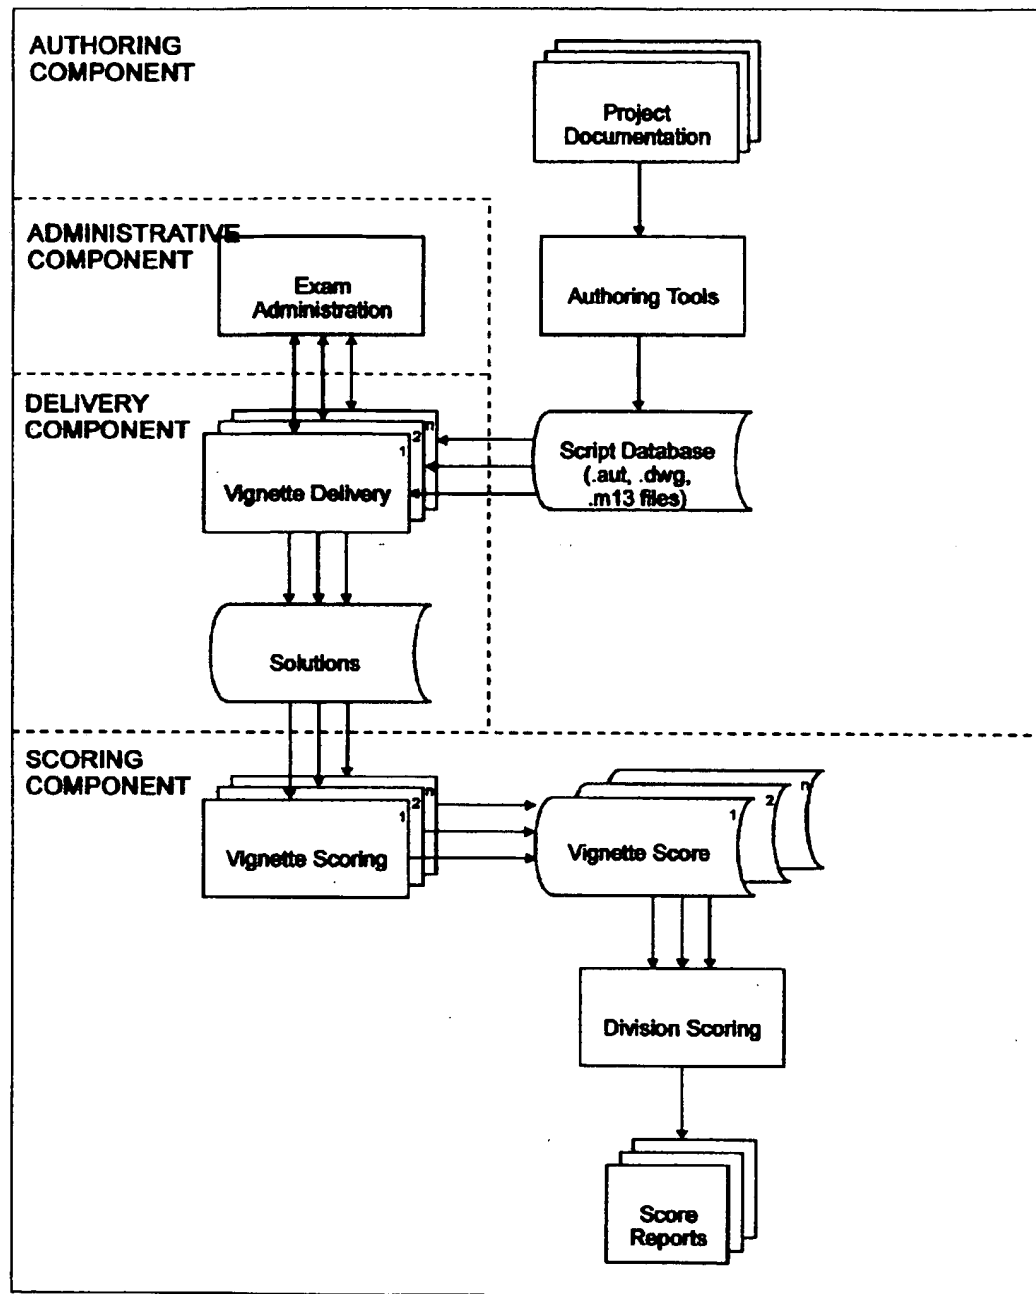 AUTHORING
COMPONENT
Project
Documentation
ADMINISTRATIVE
COMPONENT
Exam
Administration
Authoring Tools
DELIVERY
COMPONENT
n
2
1
Vignette Delivery
Script Database
(.aut, .dwg,
.m13 files)
Solutions
SCORING
COMPONENT
n
2
1
Vignette Scoring
n
2
1
Vignette Score
Division Scoring
Score
Reports